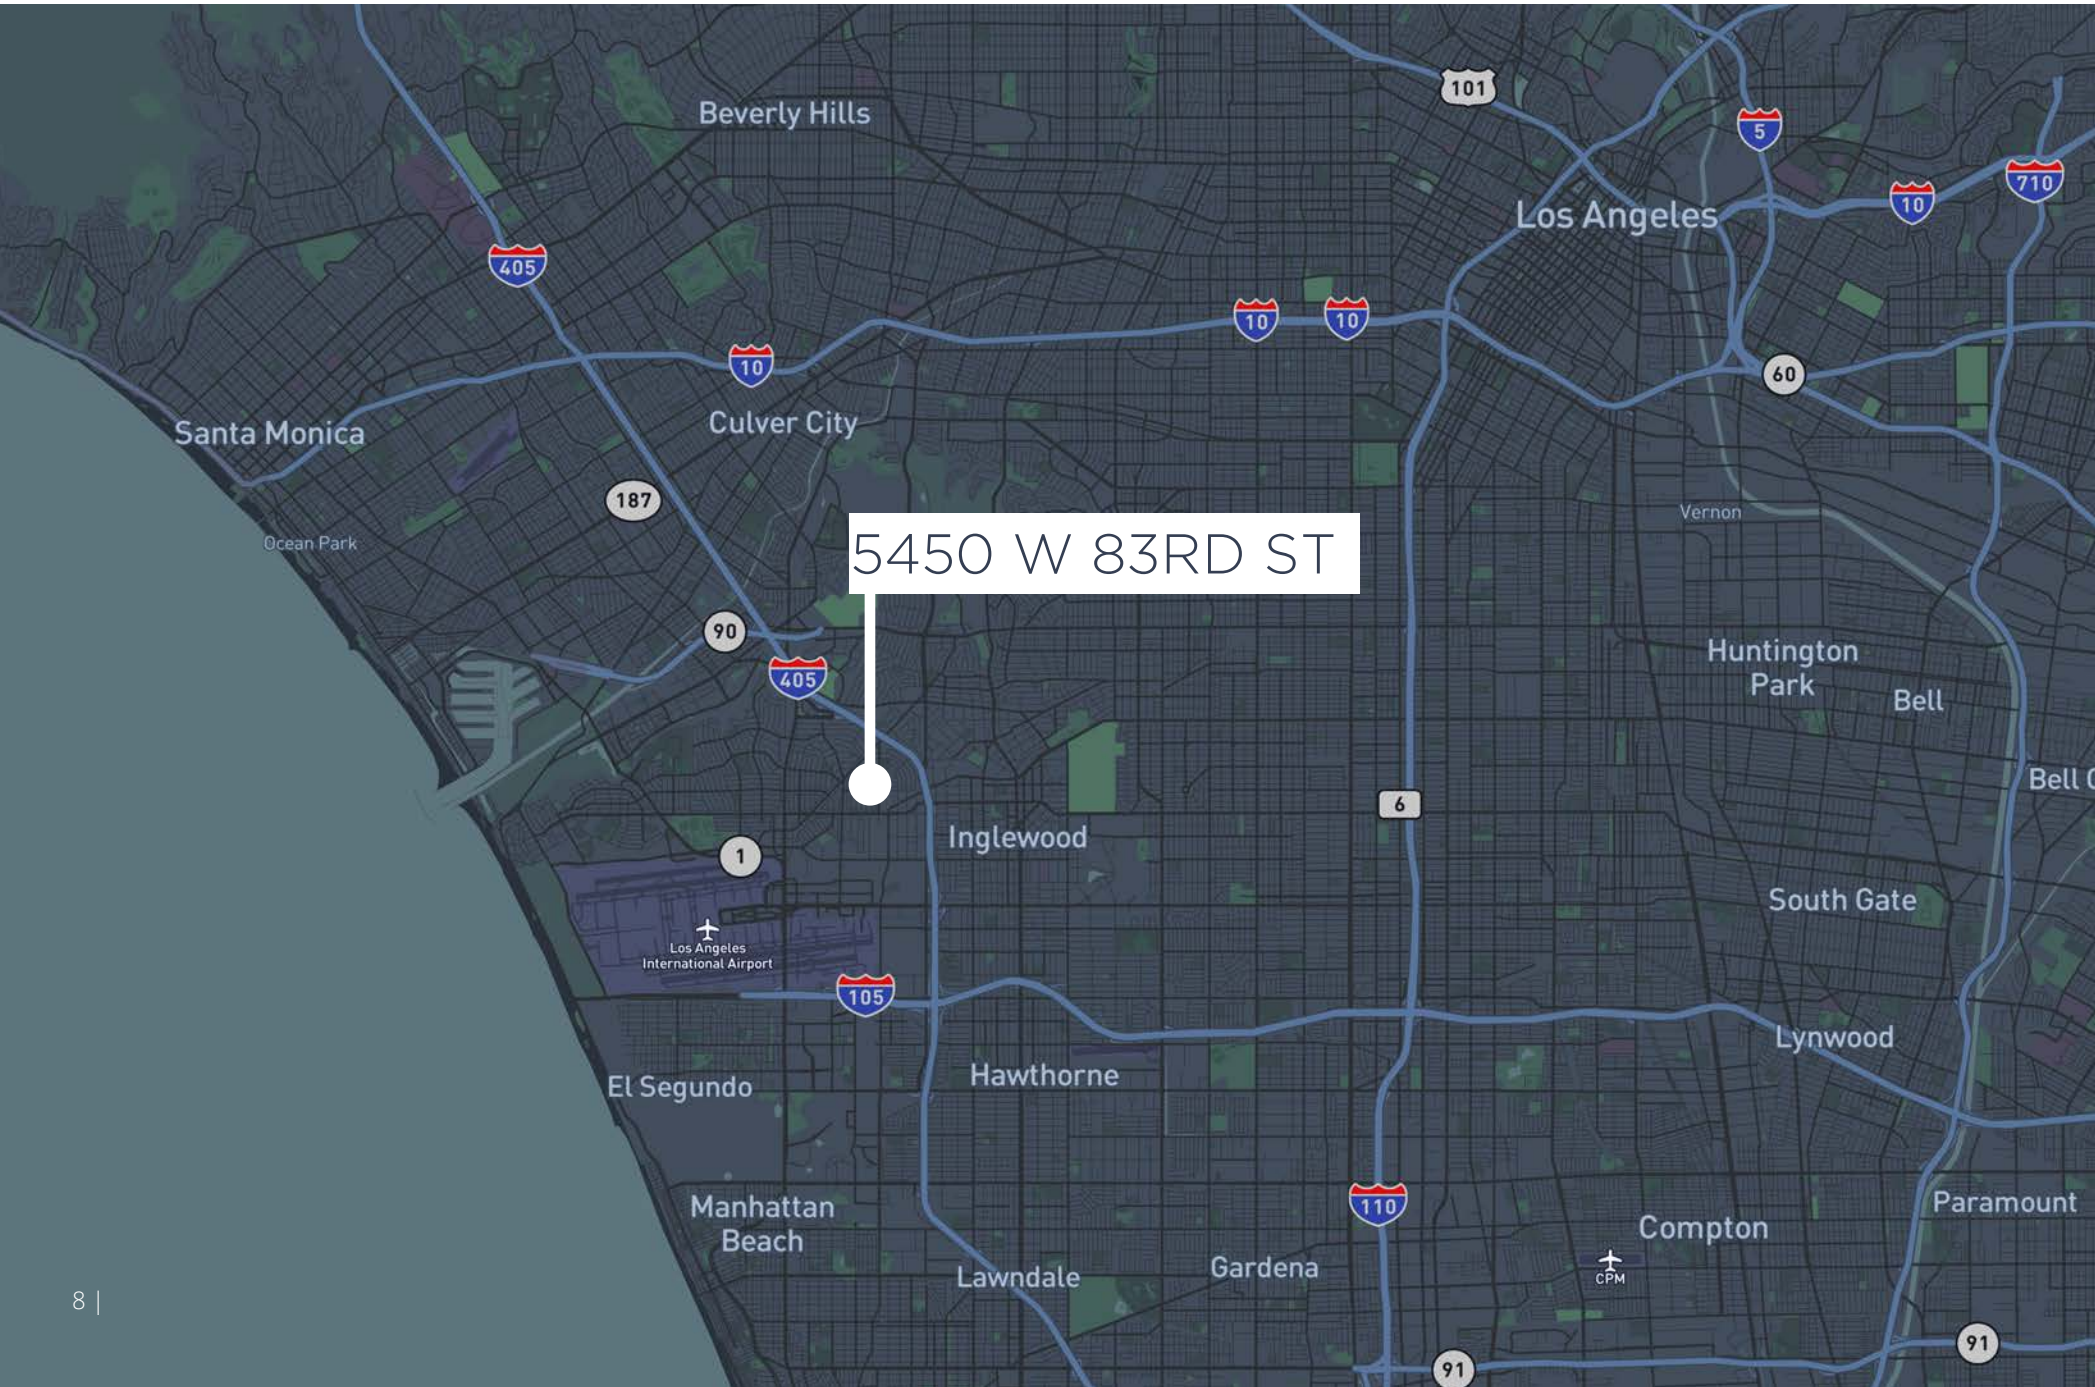 101
Beverly Hills
5
710
10
Los Angeles
405
10
10
10
60
Culver City
Santa Monica
187
Vernon
Ocean Park
5450 W 83RD ST
90
Huntington
Park
405
Bell
Bell
6
Inglewood
1
South Gate
Los Angeles
International Airport
105
Lynwood
Hawthorne
El Segundo
Manhattan
Beach
110
Paramount
Compton
Gardena
Lawndale
CPM
8 |
91
91